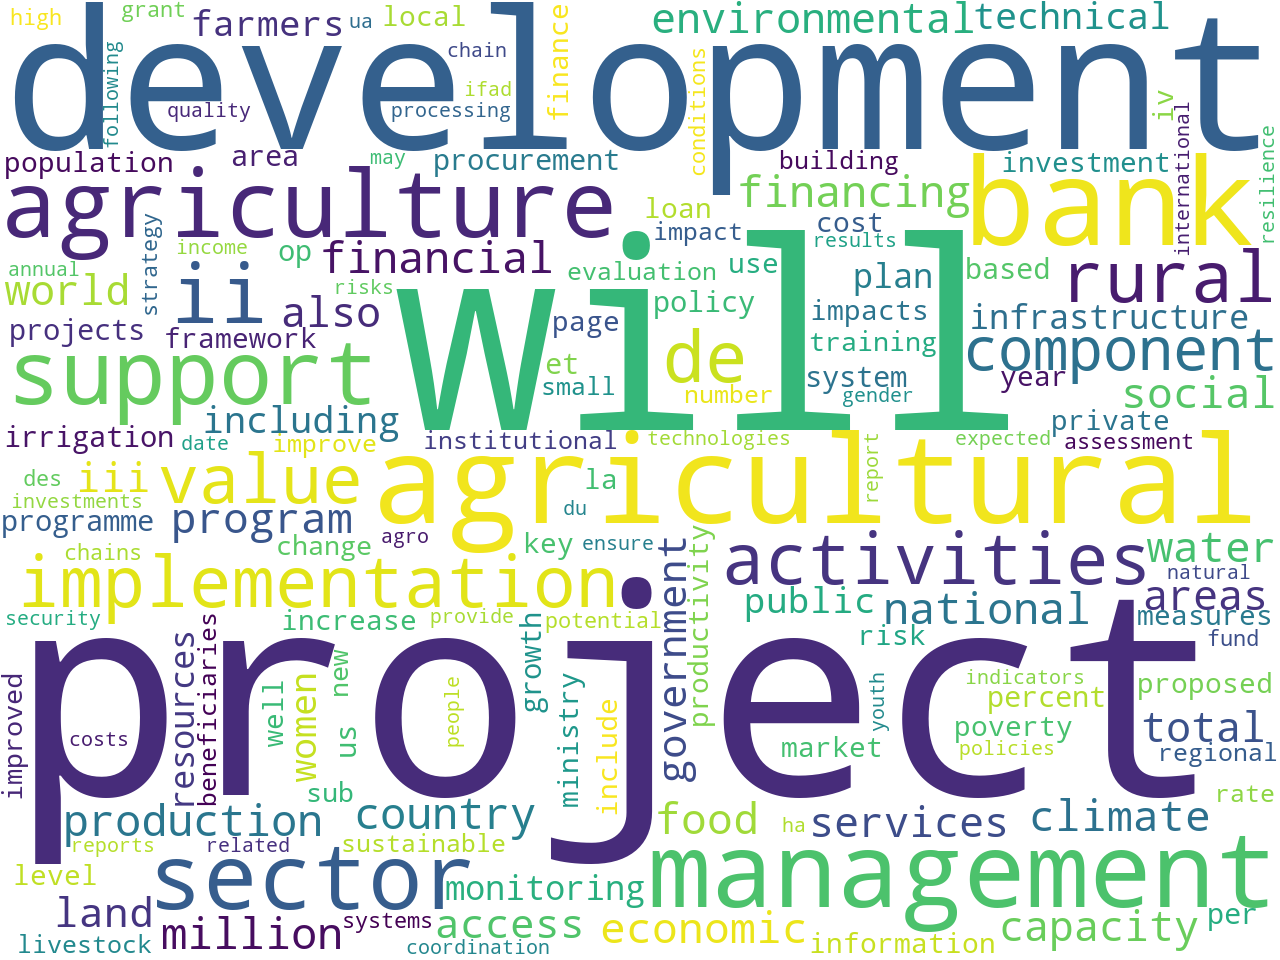 high grant farmers ua local environmental technical
development
following chain finance conditions iv
quality ifad processing
population area may procurement building investment international resilience
agriculture loan financing bank
strategy income op financial impact cost results
annual evaluation use plan based rural
world ii also risks policy
projects framework page impacts infrastructure
support will et de training component
small number system gender year social
including private
irrigation date improve institutional technologies expected assessment
des iii value la agricultural report
investments
programme program du
chains change agro key ensure activities water
implementation government productivity natural
security increase provide potential public national areas measures
project risk fund
improved resources beneficiaries well women new us growth ministry include people youth indicators percent proposed
costs poverty total
market policies regional
sub rate
production country food ha services climate
reports related sustainable
level sector monitoring management
land million systems access economic capacity per
livestock coordination information